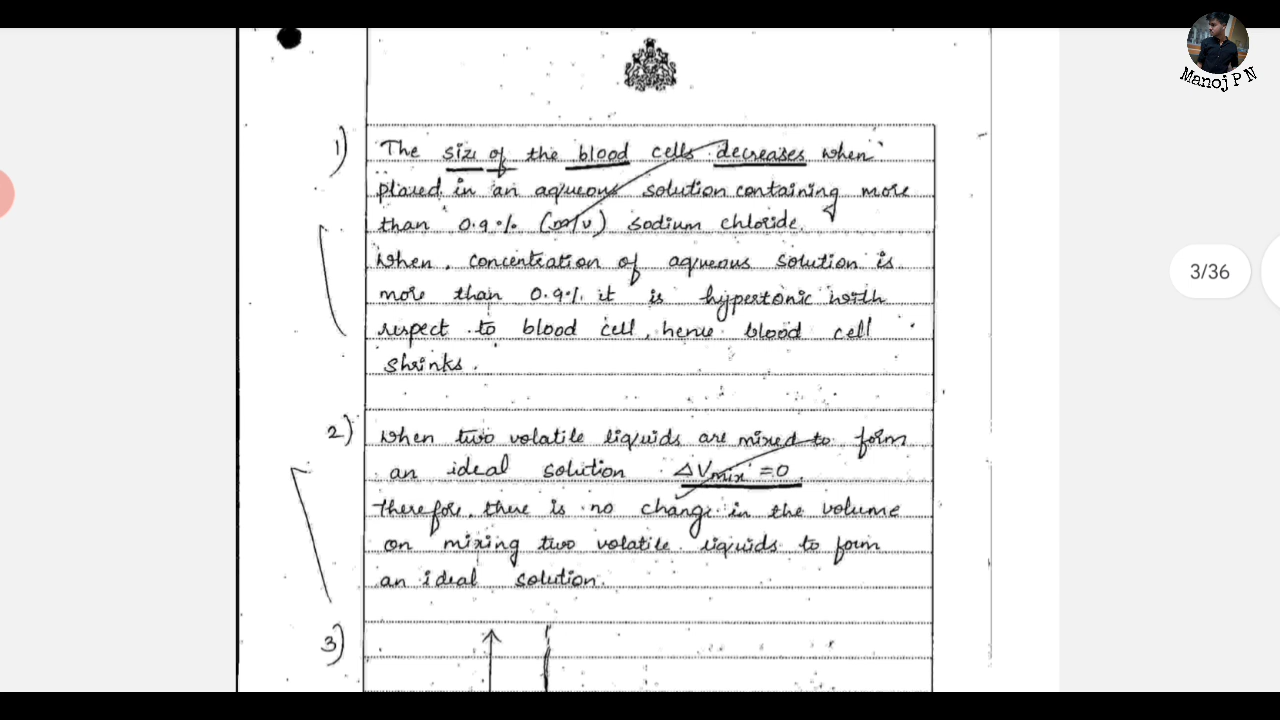 Manoj P N
3/36
1) The size of the blood cells decreases when
placed in an aqueous solution containing more
than 0.9% (m/v) sodium chloride.
When, concentration of aqueous solution is
more than 0.9% it is hypertonic with
respect to blood cell, hence blood cell
shrinks.
2) When two volatile liquids are mixed to form
an ideal solution ΔVmix = 0.
therefore, there is no change in the volume
on mixing two volatile liquids to form
an ideal solution.
3)